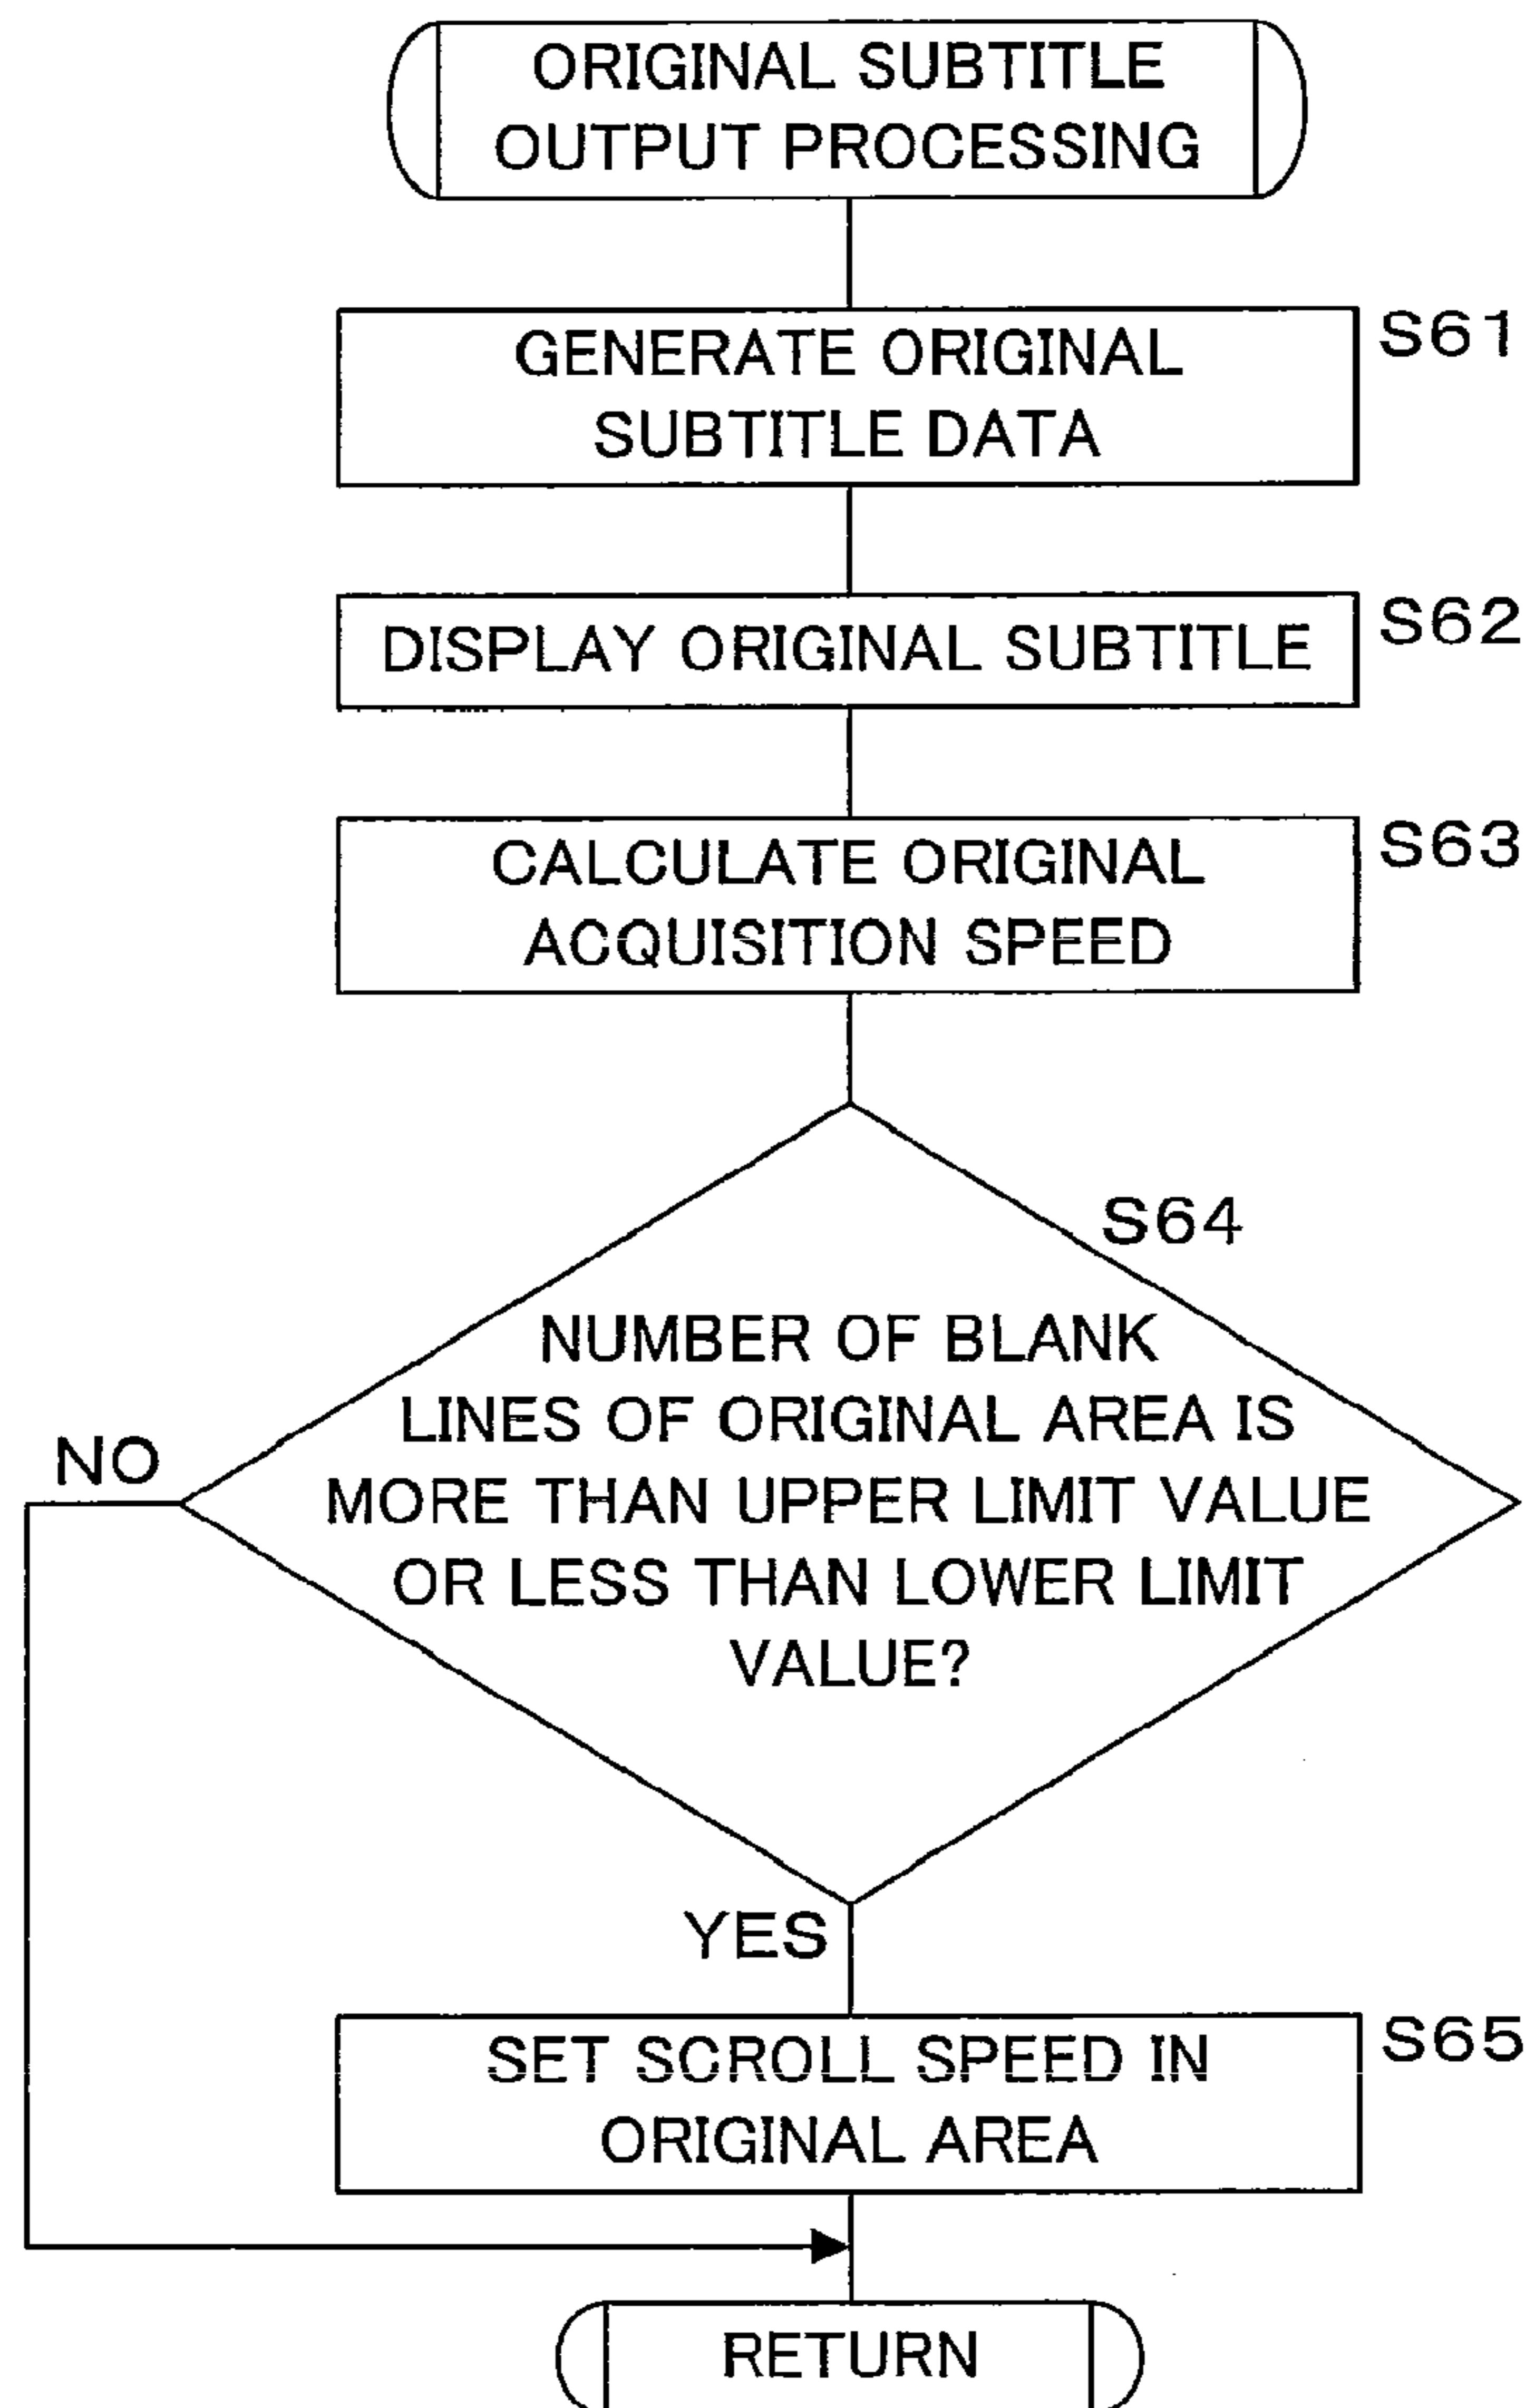 ORIGINAL SUBTITLE
OUTPUT PROCESSING
GENERATE ORIGINAL
SUBTITLE DATA
S61
DISPLAY ORIGINAL SUBTITLE
S62
CALCULATE ORIGINAL
ACQUISITION SPEED
S63
S64
NUMBER OF BLANK
LINES OF ORIGINAL AREA IS
MORE THAN UPPER LIMIT VALUE
OR LESS THAN LOWER LIMIT
VALUE?
NO
YES
SET SCROLL SPEED IN
ORIGINAL AREA
S65
RETURN